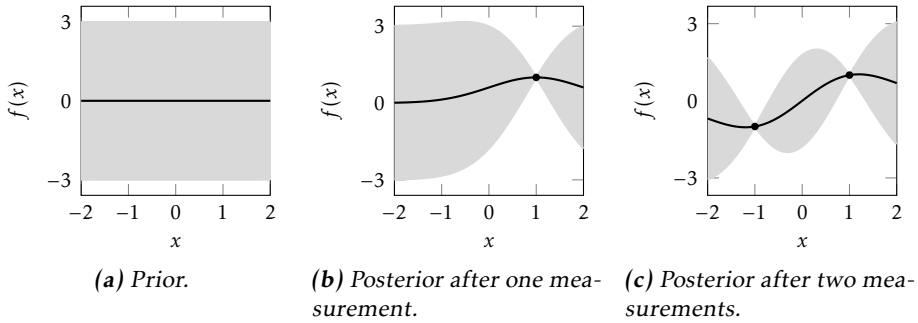 3
0
−3
f(x)
−2 −1 0 1 2
x
(a) Prior.
3
0
−3
f(x)
−2 −1 0 1 2
x
(b) Posterior after one mea-
surement.
3
0
−3
f(x)
−2 −1 0 1 2
x
(c) Posterior after two mea-
surements.